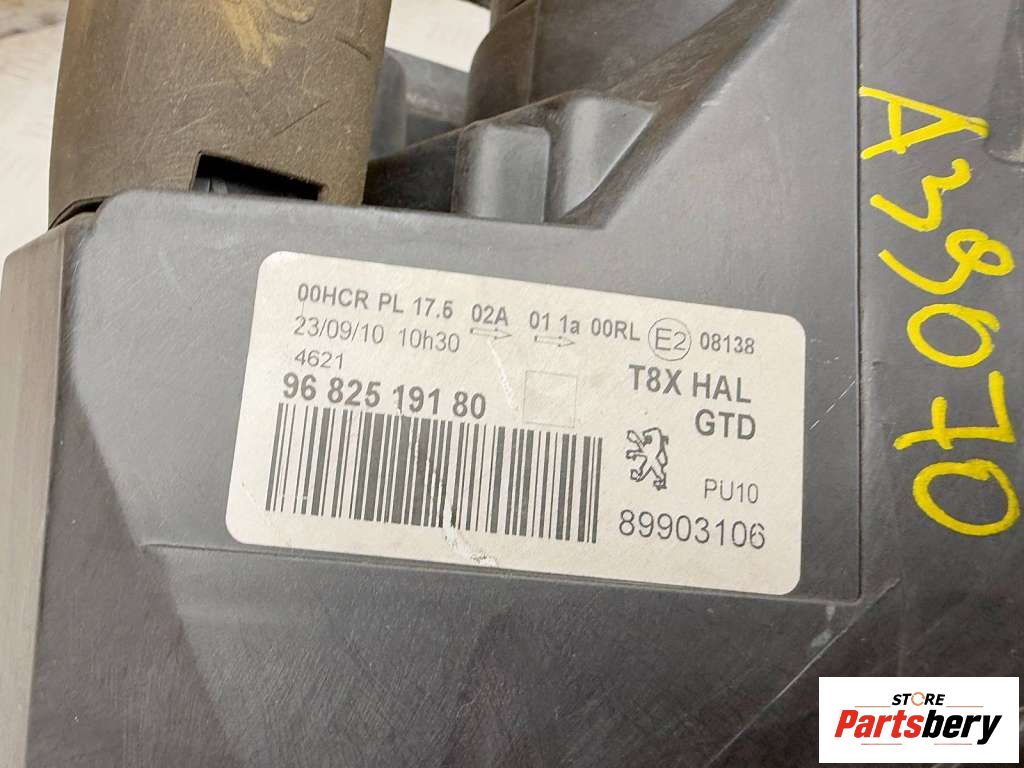 00HCR PL 17.5 02A 01 1a 00RL E2 08138
23/09/10 10h30
4621
96 825 191 80
T8X HAL
GTD
PU10
89903106
A39070
STORE
Partsbery